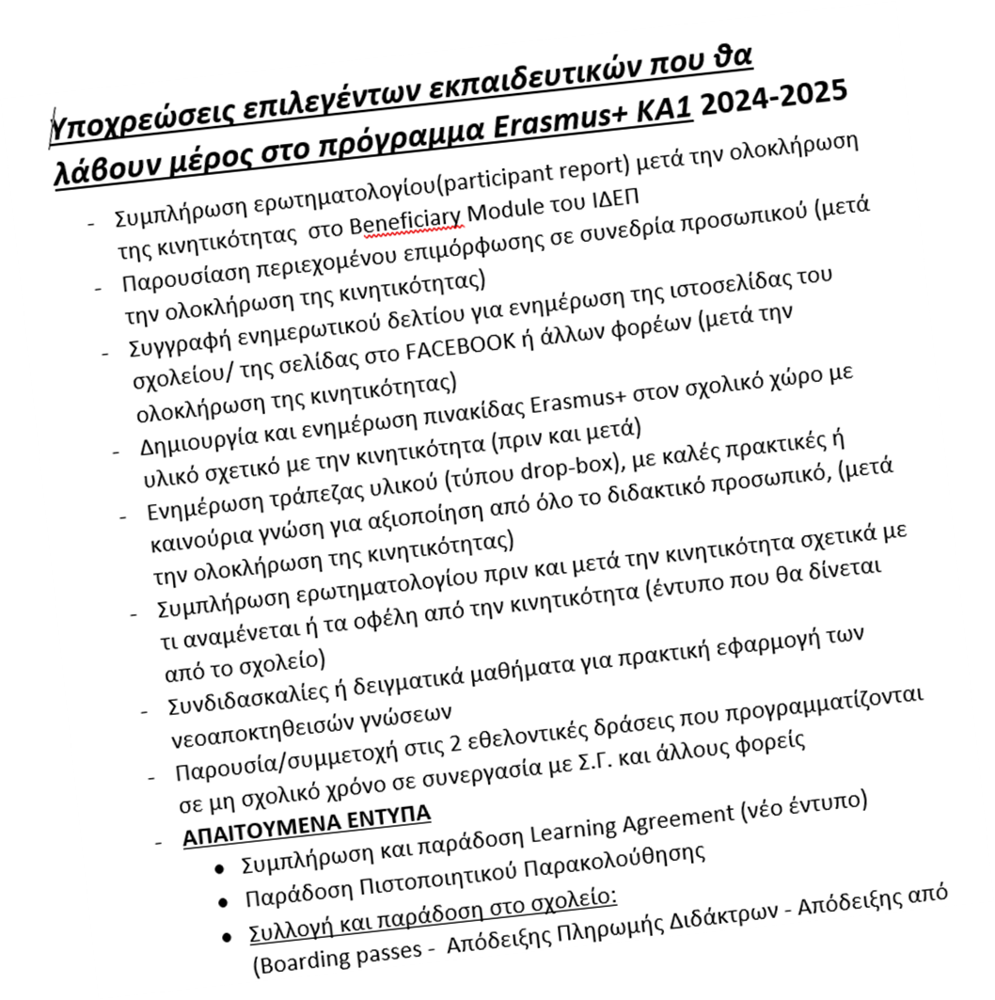 Υποχρεώσεις επιλεγέντων εκπαιδευτικών που θα
λάβουν μέρος στο πρόγραμμα Erasmus+ KA1 2024-2025
- Συμπλήρωση ερωτηματολογίου(participant report) μετά την ολοκλήρωση
της κινητικότητας στο Beneficiary Module του ΙΔΕΠ
- Παρουσίαση περιεχομένου επιμόρφωσης σε συνεδρία προσωπικού (μετά
την ολοκλήρωση της κινητικότητας)
- Συγγραφή ενημερωτικού δελτίου για ενημέρωση της ιστοσελίδας του
σχολείου/ της σελίδας στο FACEBOOK ή άλλων φορέων (μετά την
ολοκλήρωση της κινητικότητας)
- Δημιουργία και ενημέρωση πινακίδας Erasmus+ στον σχολικό χώρο με
υλικό σχετικό με την κινητικότητα (πριν και μετά)
- Ενημέρωση τράπεζας υλικού (τύπου drop-box), με καλές πρακτικές ή
καινούρια γνώση για αξιοποίηση από όλο το διδακτικό προσωπικό, (μετά
την ολοκλήρωση της κινητικότητας)
- Συμπλήρωση ερωτηματολογίου πριν και μετά την κινητικότητα σχετικά με
τι αναμένεται ή τα οφέλη από την κινητικότητα (έντυπο που θα δίνεται
από το σχολείο)
- Συνδιδασκαλίες ή δειγματικά μαθήματα για πρακτική εφαρμογή των
νεοαποκτηθεισών γνώσεων
- Παρουσία/συμμετοχή στις 2 εθελοντικές δράσεις που προγραμματίζονται
σε μη σχολικό χρόνο σε συνεργασία με Σ.Γ. και άλλους φορείς
- ΑΠΑΙΤΟΥΜΕΝΑ ΕΝΤΥΠΑ
• Συμπλήρωση και παράδοση Learning Agreement (νέο έντυπο)
• Παράδοση Πιστοποιητικού Παρακολούθησης
• Συλλογή και παράδοση στο σχολείο:
(Boarding passes - Απόδειξης Πληρωμής Διδάκτρων - Απόδειξης από